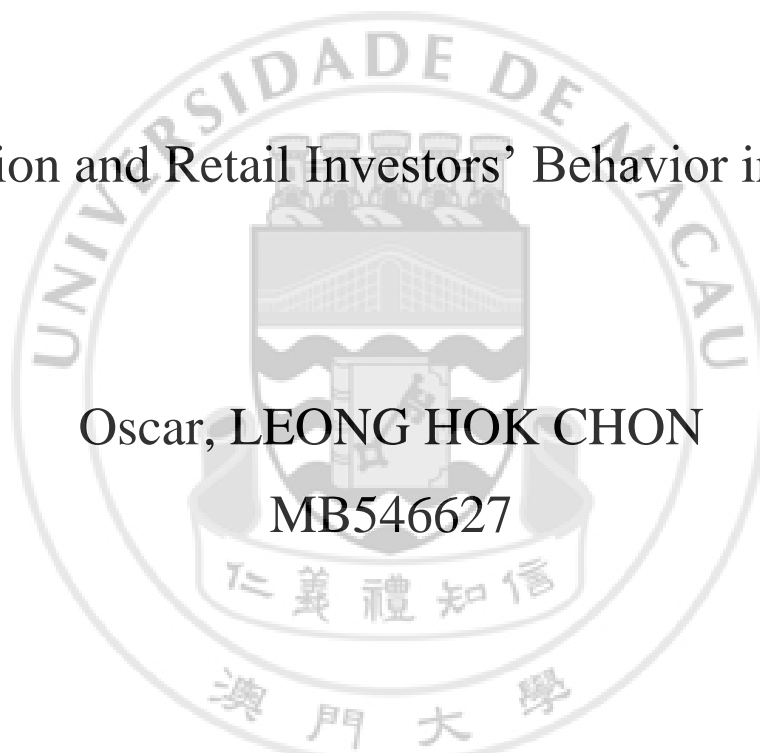 UNIVERSIDADE DE MACAU
ion and Retail Investors’ Behavior i
Oscar, LEONG HOK CHON
MB546627
仁義禮知信
澳門大學